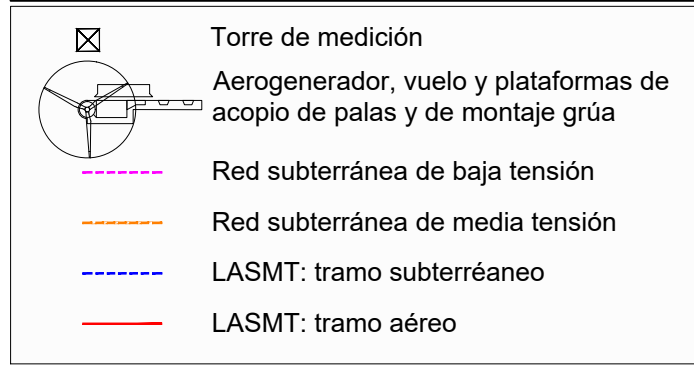 Torre de medición
Aerogenerador, vuelo y plataformas de
acopio de palas y de montaje grúa
Red subterránea de baja tensión
Red subterránea de media tensión
LASMT: tramo subterréaneo
LASMT: tramo aéreo